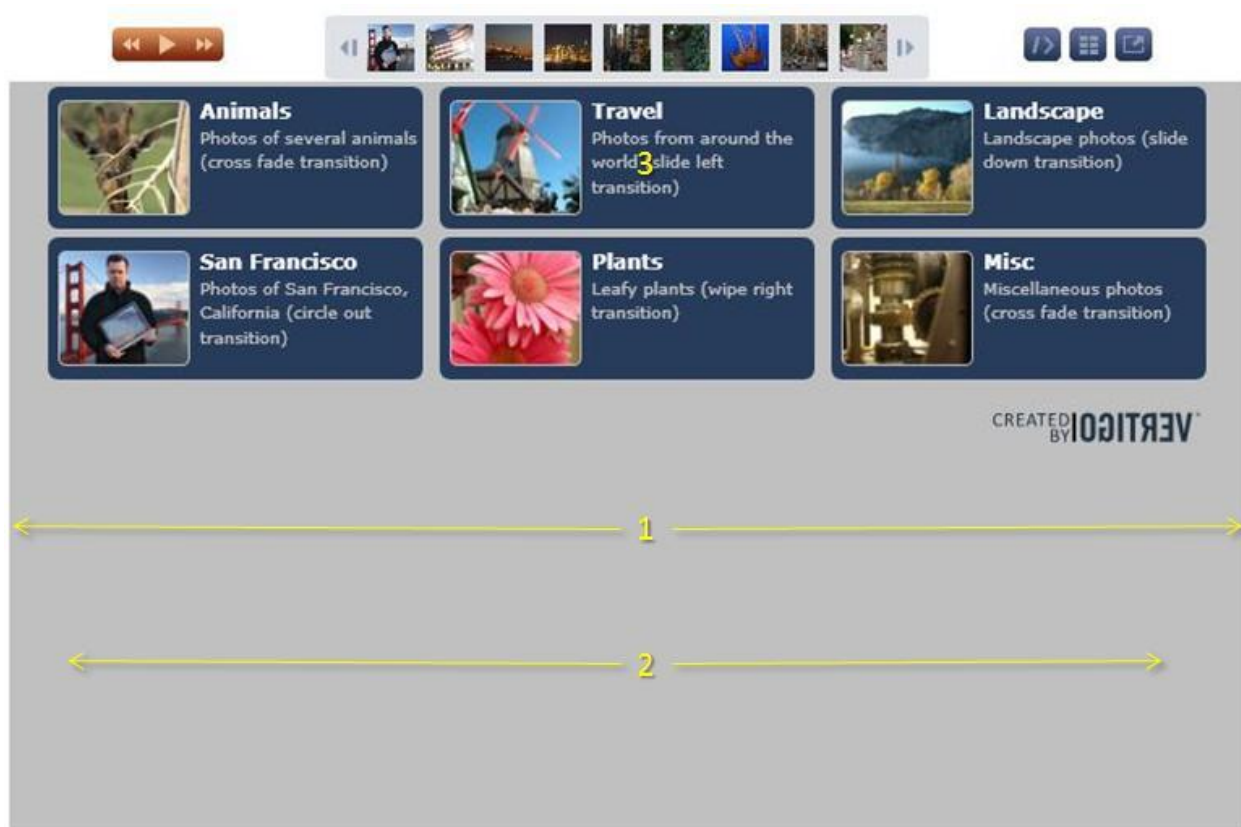 Animals
Photos of several animals
(cross fade transition)
Travel
Photos from around the
world (slide left
transition)
3
Landscape
Landscape photos (slide
down transition)
San Francisco
Photos of San Francisco,
California (circle out
transition)
Plants
Leafy plants (wipe right
transition)
Misc
Miscellaneous photos
(cross fade transition)
CREATED
BY VERTIGO
1
2